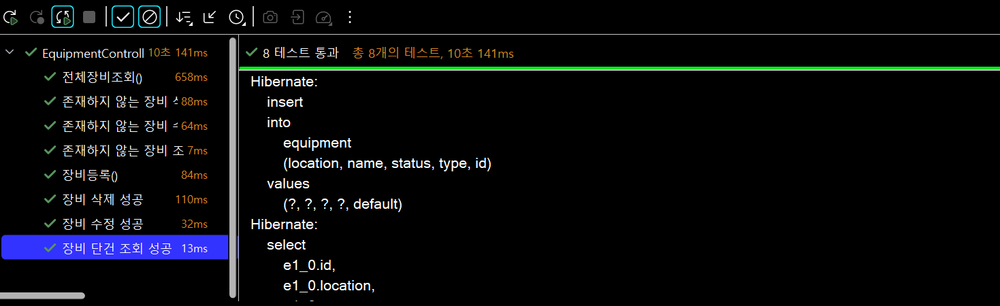 EquipmentControll 10초 141ms
전체장비조회() 658ms
존재하지 않는 장비 88ms
존재하지 않는 장비 64ms
존재하지 않는 장비 조 7ms
장비등록() 84ms
장비 삭제 성공 110ms
장비 수정 성공 32ms
장비 단건 조회 성공 13ms
8 테스트 통과 총 8개의 테스트, 10초 141ms
Hibernate:
insert
into
equipment
(location, name, status, type, id)
values
(?, ?, ?, ?, default)
Hibernate:
select
e1_0.id,
e1_0.location,